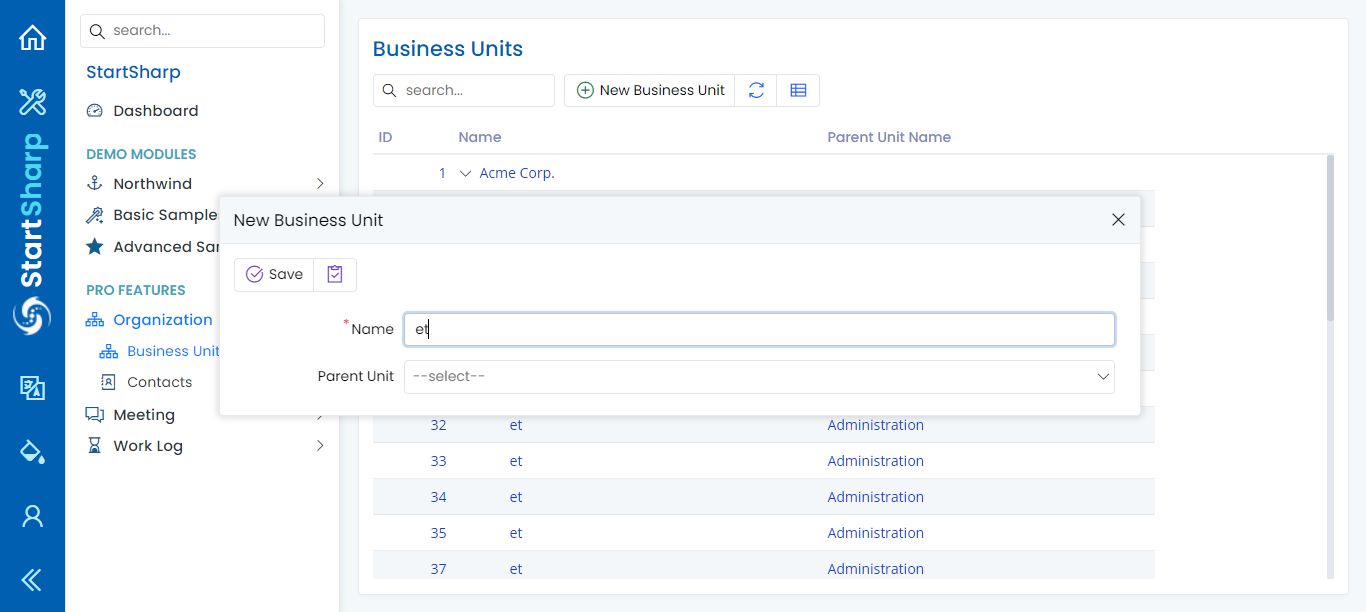 StartSharp
search...
StartSharp
Dashboard
DEMO MODULES
Northwind
Basic Sample
Advanced Sar
PRO FEATURES
Organization
Business Unit
Contacts
Meeting
Work Log
Business Units
search...
New Business Unit
ID Name Parent Unit Name
1 Acme Corp.
New Business Unit
Save
* Name et
Parent Unit --select--
32 et Administration
33 et Administration
34 et Administration
35 et Administration
37 et Administration